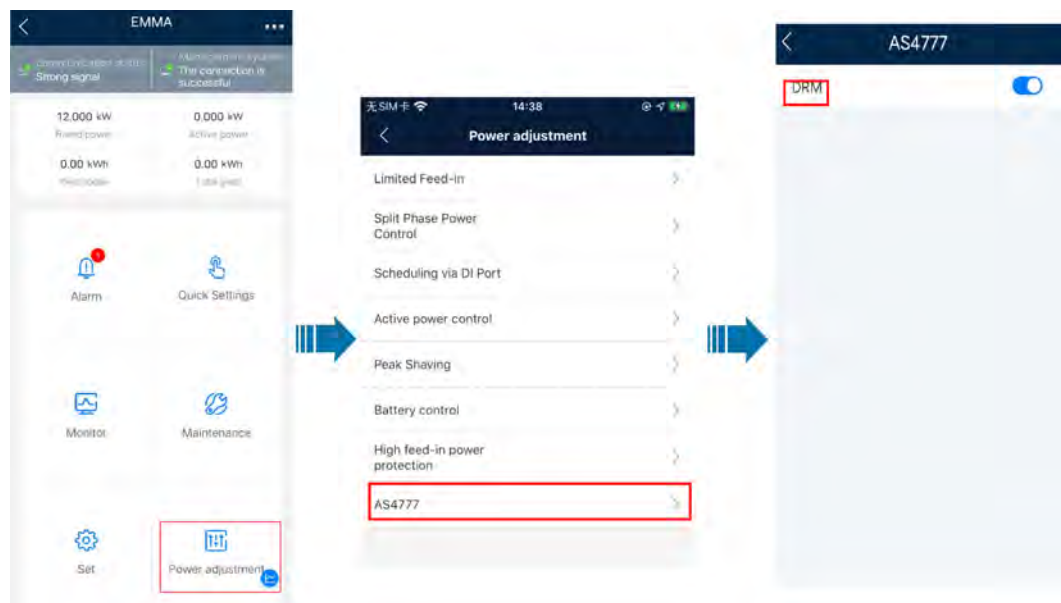 EMMA
Strong signal
The connection is
successful
12.000 kW
0.000 kW
Active power
0.00 kWh
0.00 kWh
Alarm
Quick Settings
Monitor
Maintenance
Set
Power adjustment
无SIM卡
14:38
Power adjustment
Limited Feed-in
Split Phase Power
Control
Scheduling via DI Port
Active power control
Peak Shaving
Battery control
High feed-in power
protection
AS4777
AS4777
DRM